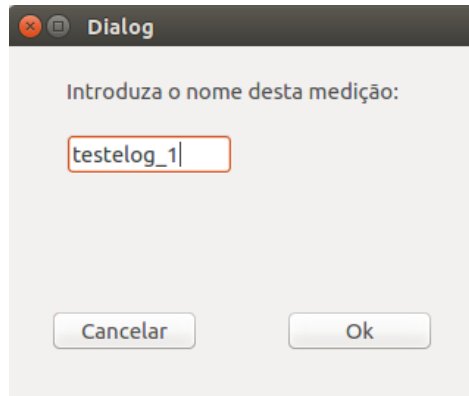 Dialog
Introduza o nome desta medição:
testelog_1
Cancelar
Ok